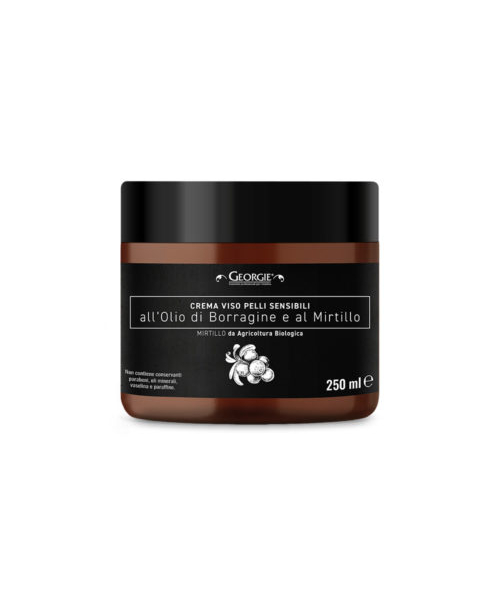 GEORGIE
CREMA VISO PELLI SENSIBILI
all'Olio di Borragine e al Mirtillo
MIRTILLO da Agricoltura Biologica
Non contiene conservanti
parabeni, oli minerali,
vaselina e paraffine.
250 ml ℮